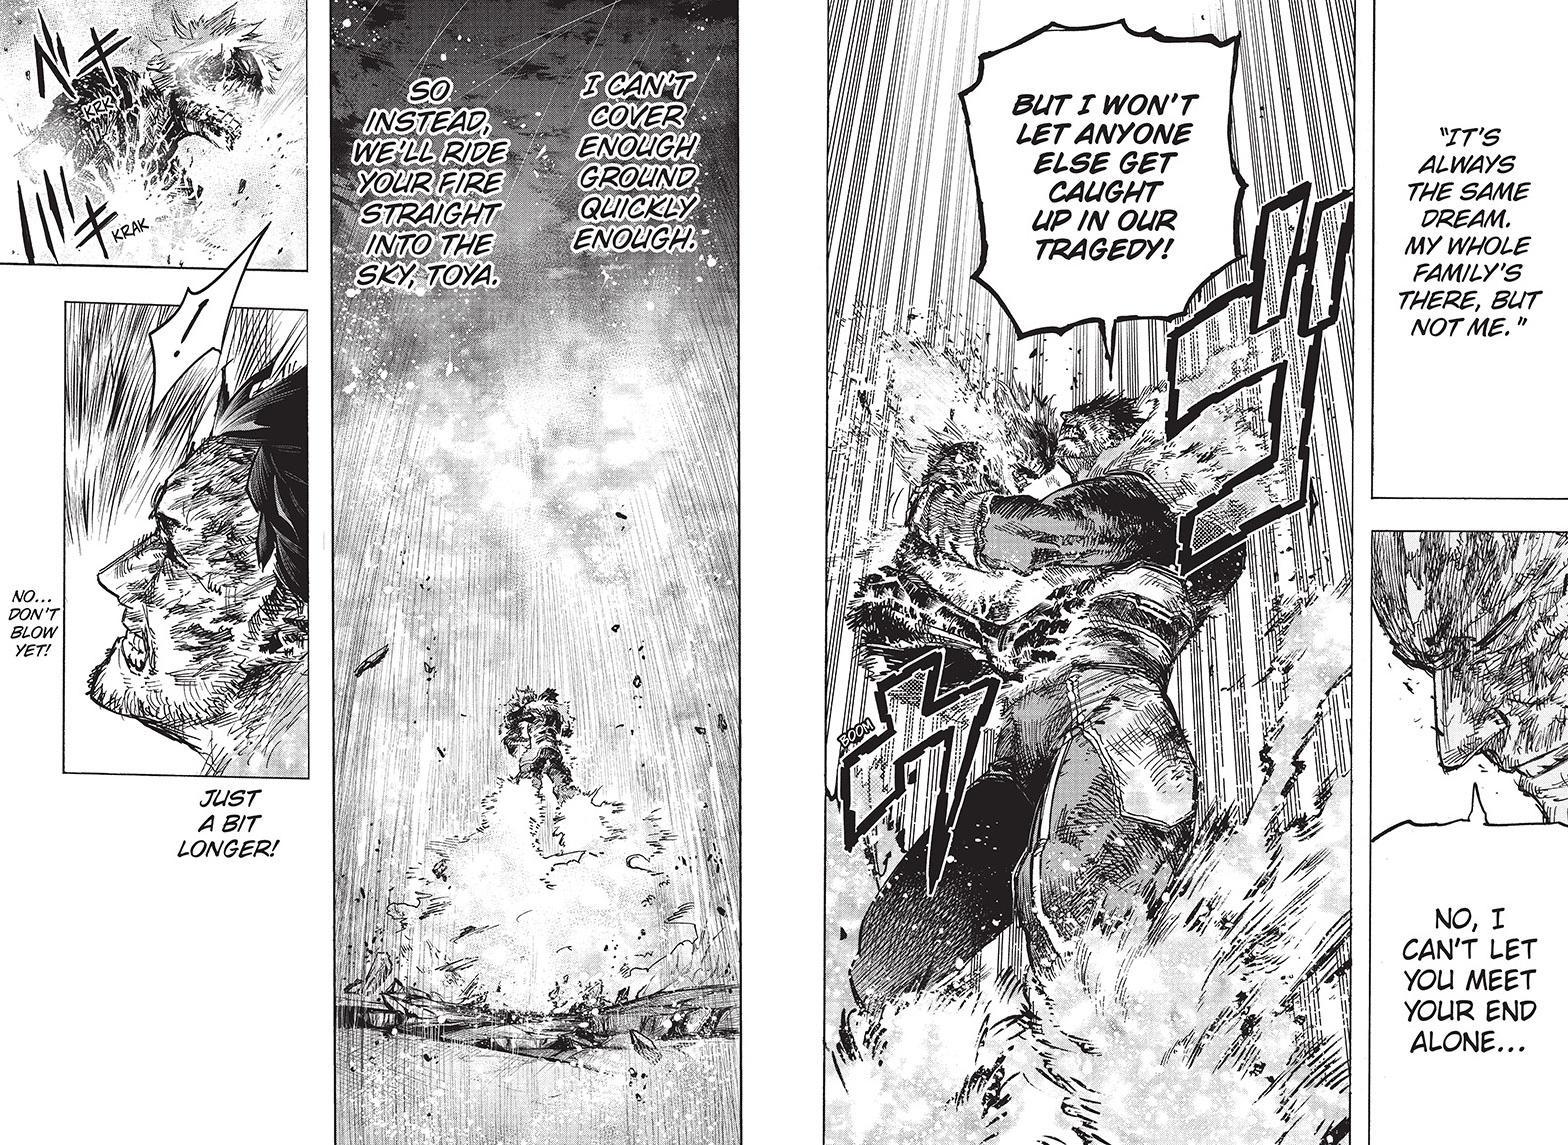 "IT'S
ALWAYS
THE SAME
DREAM.
MY WHOLE
FAMILY'S
THERE, BUT
NOT ME."
NO, I
CAN'T LET
YOU MEET
YOUR END
ALONE...
BUT I WON'T
LET ANYONE
ELSE GET
CAUGHT
UP IN OUR
TRAGEDY!
BOOM
I CAN'T
COVER
ENOUGH
GROUND
QUICKLY
ENOUGH.
SO
INSTEAD,
WE'LL RIDE
YOUR FIRE
STRAIGHT
INTO THE
SKY, TOYA.
KRK
KRAK
!
NO...
DON'T
BLOW
YET!
JUST
A BIT
LONGER!